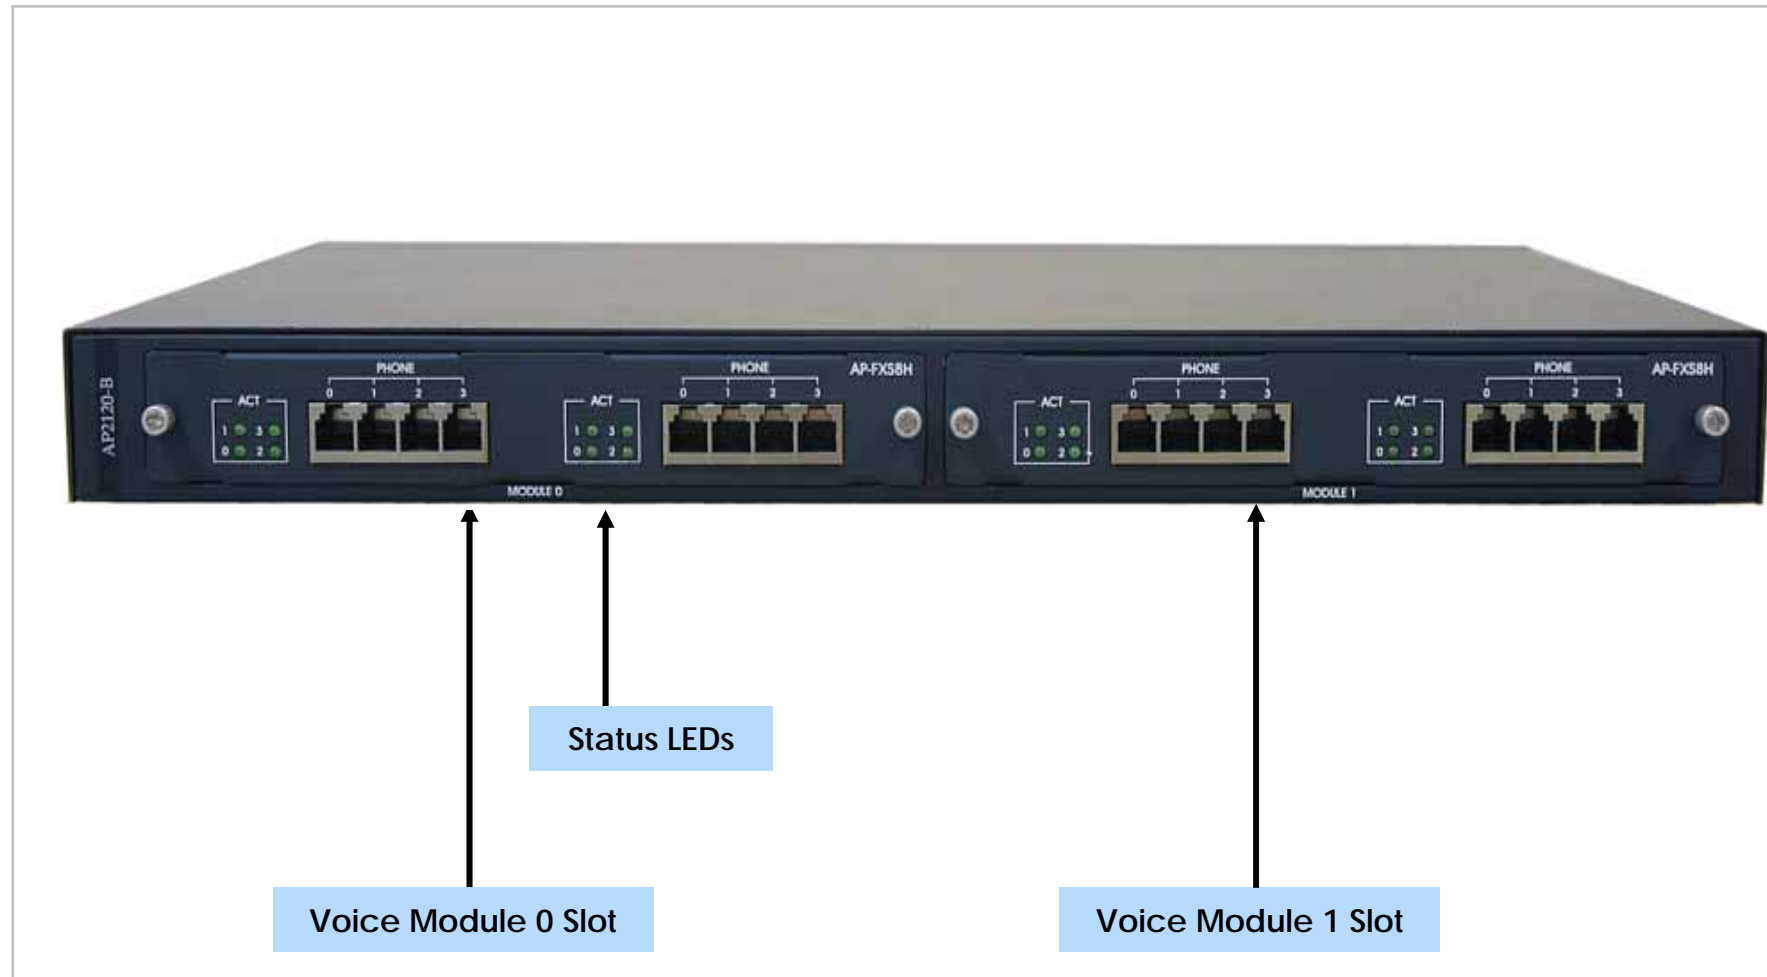 AP2120-B
PHONE
0 1 2 3
ACT
1 3
0 2
PHONE
0 1 2 3
ACT
1 3
0 2
AP-FXS8H
MODULE 0
PHONE
0 1 2 3
ACT
1 3
0 2
PHONE
0 1 2 3
ACT
1 3
0 2
AP-FXS8H
MODULE 1
Status LEDs
Voice Module 0 Slot
Voice Module 1 Slot